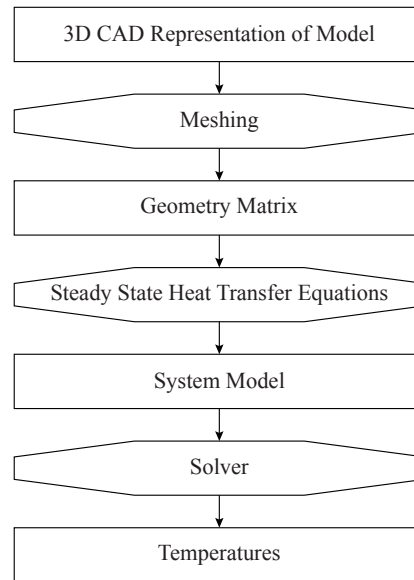 3D CAD Representation of Model
Meshing
Geometry Matrix
Steady State Heat Transfer Equations
System Model
Solver
Temperatures